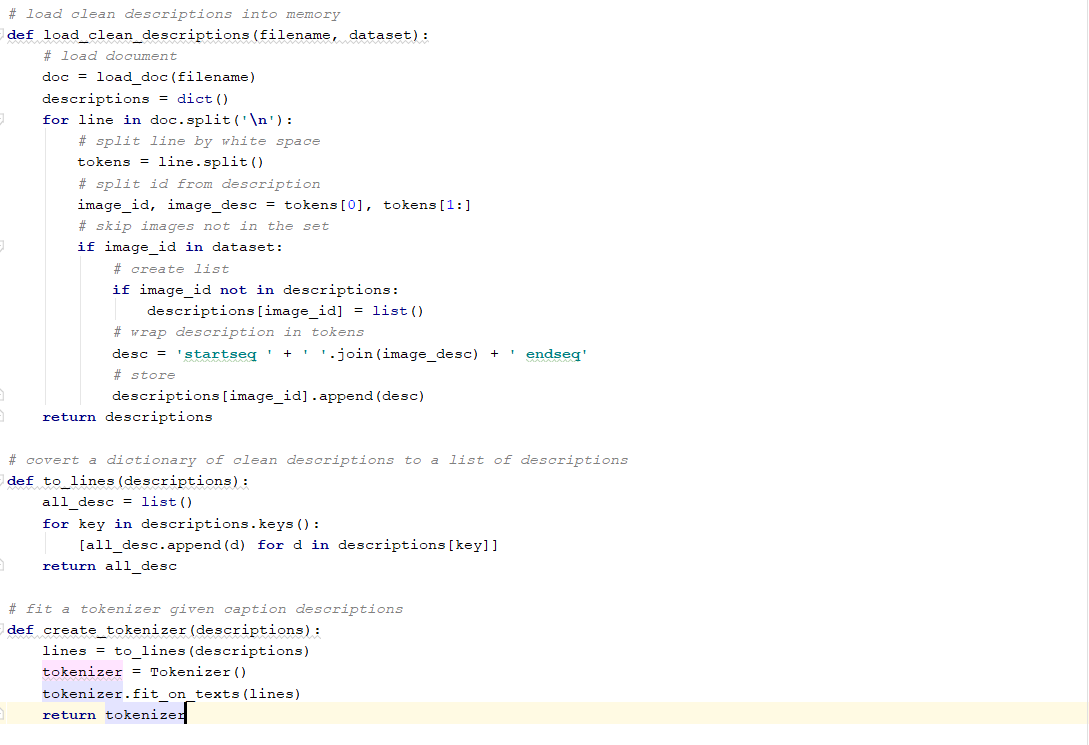 # load clean descriptions into memory
def load_clean_descriptions(filename, dataset):
    # load document
    doc = load_doc(filename)
    descriptions = dict()
    for line in doc.split('\n'):
        # split line by white space
        tokens = line.split()
        # split id from description
        image_id, image_desc = tokens[0], tokens[1:]
        # skip images not in the set
        if image_id in dataset:
            # create list
            if image_id not in descriptions:
                descriptions[image_id] = list()
            # wrap description in tokens
            desc = 'startseq ' + ' '.join(image_desc) + ' endseq'
            # store
            descriptions[image_id].append(desc)
    return descriptions

# covert a dictionary of clean descriptions to a list of descriptions
def to_lines(descriptions):
    all_desc = list()
    for key in descriptions.keys():
        [all_desc.append(d) for d in descriptions[key]]
    return all_desc

# fit a tokenizer given caption descriptions
def create_tokenizer(descriptions):
    lines = to_lines(descriptions)
    tokenizer = Tokenizer()
    tokenizer.fit_on_texts(lines)
    return tokenizer